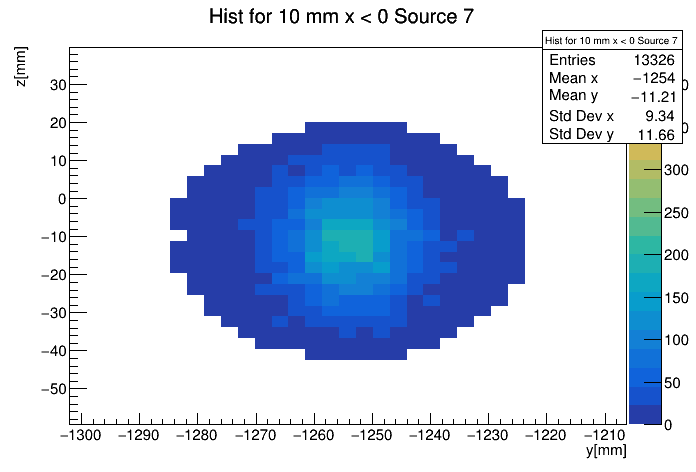 Hist for 10 mm x < 0 Source 7
z[mm]
Hist for 10 mm x < 0 Source 7
Entries 13326
Mean x −1254
Mean y −11.21
Std Dev x 9.34
Std Dev y 11.66
30
20
10
0
−10
−20
−30
−40
−50
300
250
200
150
100
50
0
−1300 −1290 −1280 −1270 −1260 −1250 −1240 −1230 −1220 −1210
y[mm]